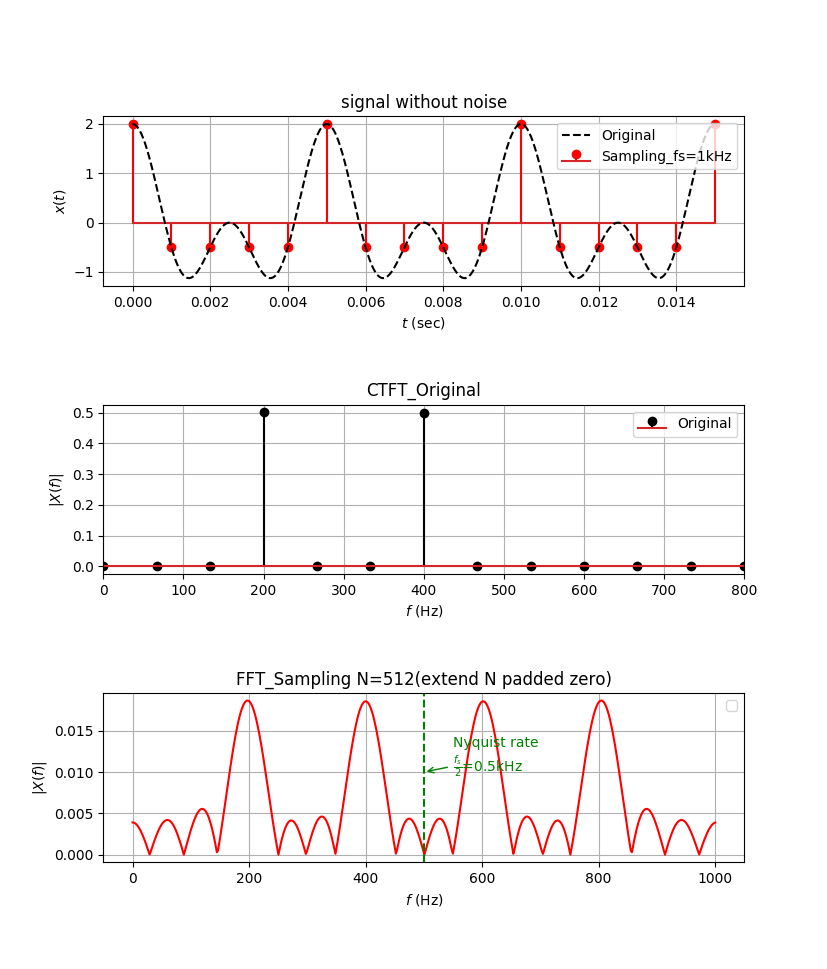 signal without noise
x(t)
2
1
0
−1
Original
Sampling_fs=1kHz
0.000 0.002 0.004 0.006 0.008 0.010 0.012 0.014
t (sec)
CTFT_Original
|X(f)|
0.5
0.4
0.3
0.2
0.1
0.0
Original
0 100 200 300 400 500 600 700 800
f (Hz)
FFT_Sampling N=512(extend N padded zero)
|X(f)|
0.015
0.010
0.005
0.000
Nyquist rate
fs/2=0.5kHz
0 200 400 600 800 1000
f (Hz)